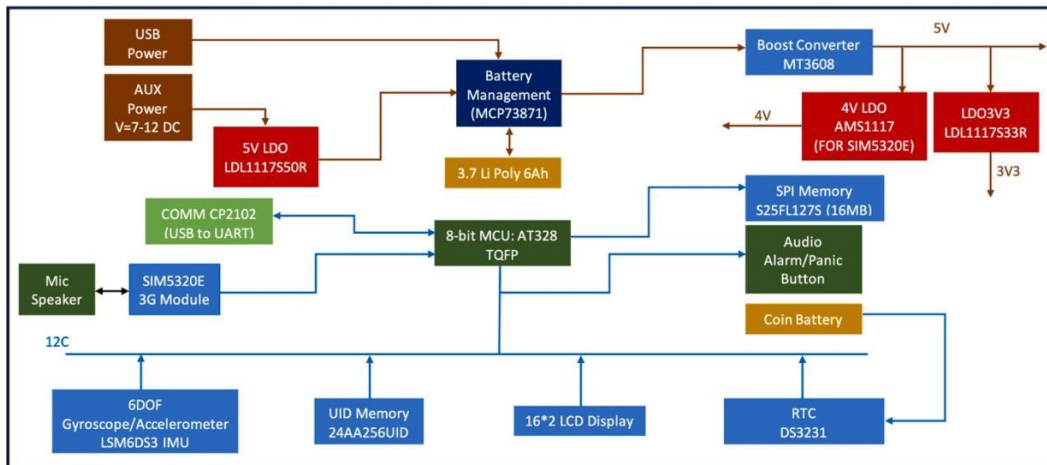 USB
Power
AUX
Power
V=7-12 DC
5V LDO
LDL1117S50R
Battery
Management
(MCP73871)
3.7 Li Poly 6Ah
Boost Converter
MT3608
5V
4V
4V LDO
AMS1117
(FOR SIM5320E)
LDO3V3
LDL1117S33R
3V3
COMM CP2102
(USB to UART)
8-bit MCU: AT328
TQFP
SPI Memory
S25FL127S (16MB)
Audio
Alarm/Panic
Button
Mic
Speaker
SIM5320E
3G Module
Coin Battery
12C
6DOF
Gyroscope/Accelerometer
LSM6DS3 IMU
UID Memory
24AA256UID
16*2 LCD Display
RTC
DS3231